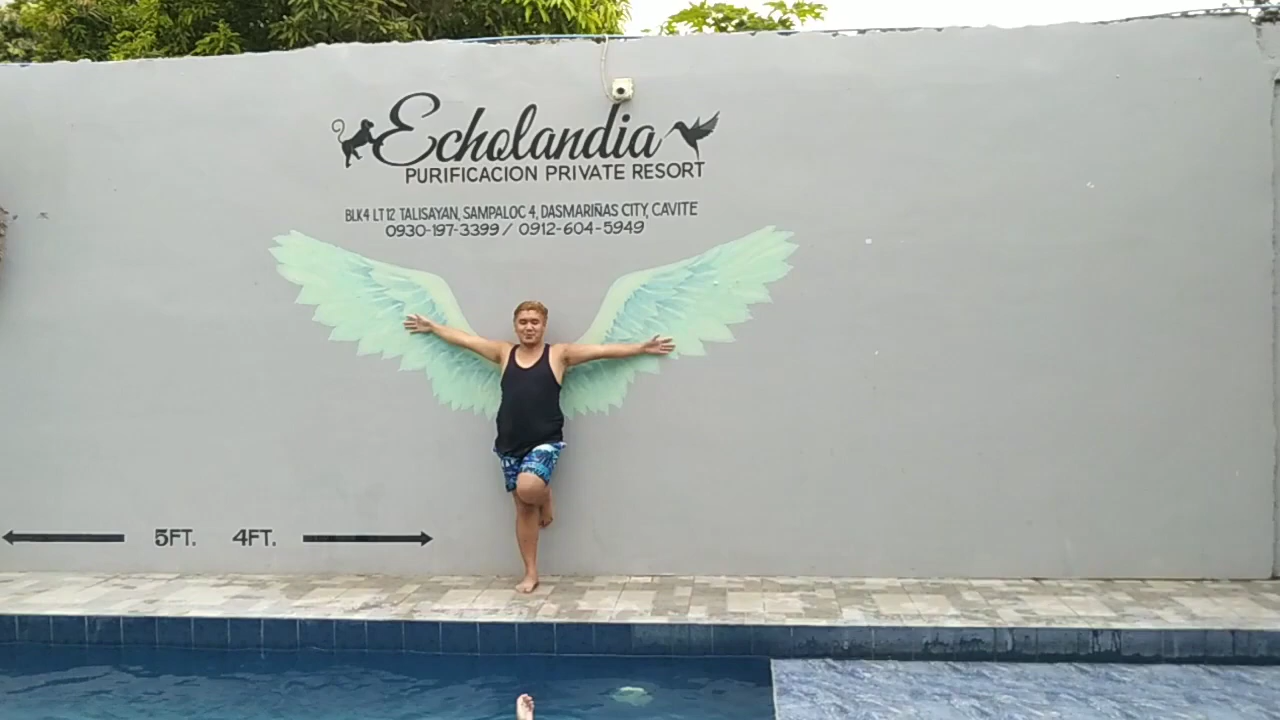 Echolandia
PURIFICACION PRIVATE RESORT
BLK4 LT12 TALISAYAN, SAMPALOC 4, DASMARIÑAS CITY, CAVITE
0930-197-3399 / 0912-604-5949
5FT. 4FT.